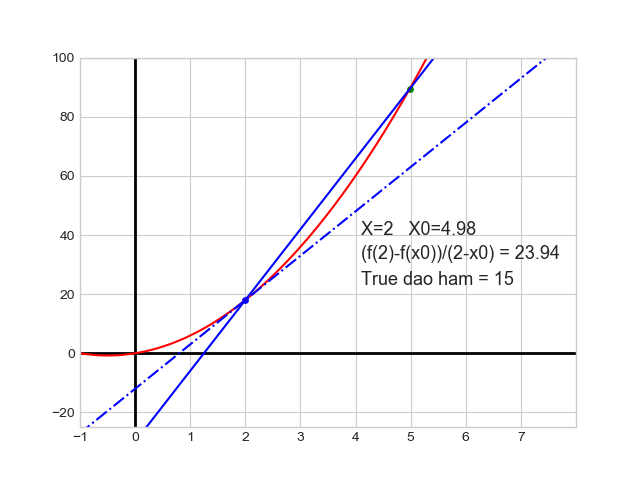 100
80
60
40
20
0
−20
X=2 X0=4.98
(f(2)-f(x0))/(2-x0) = 23.94
True dao ham = 15
−1 0 1 2 3 4 5 6 7